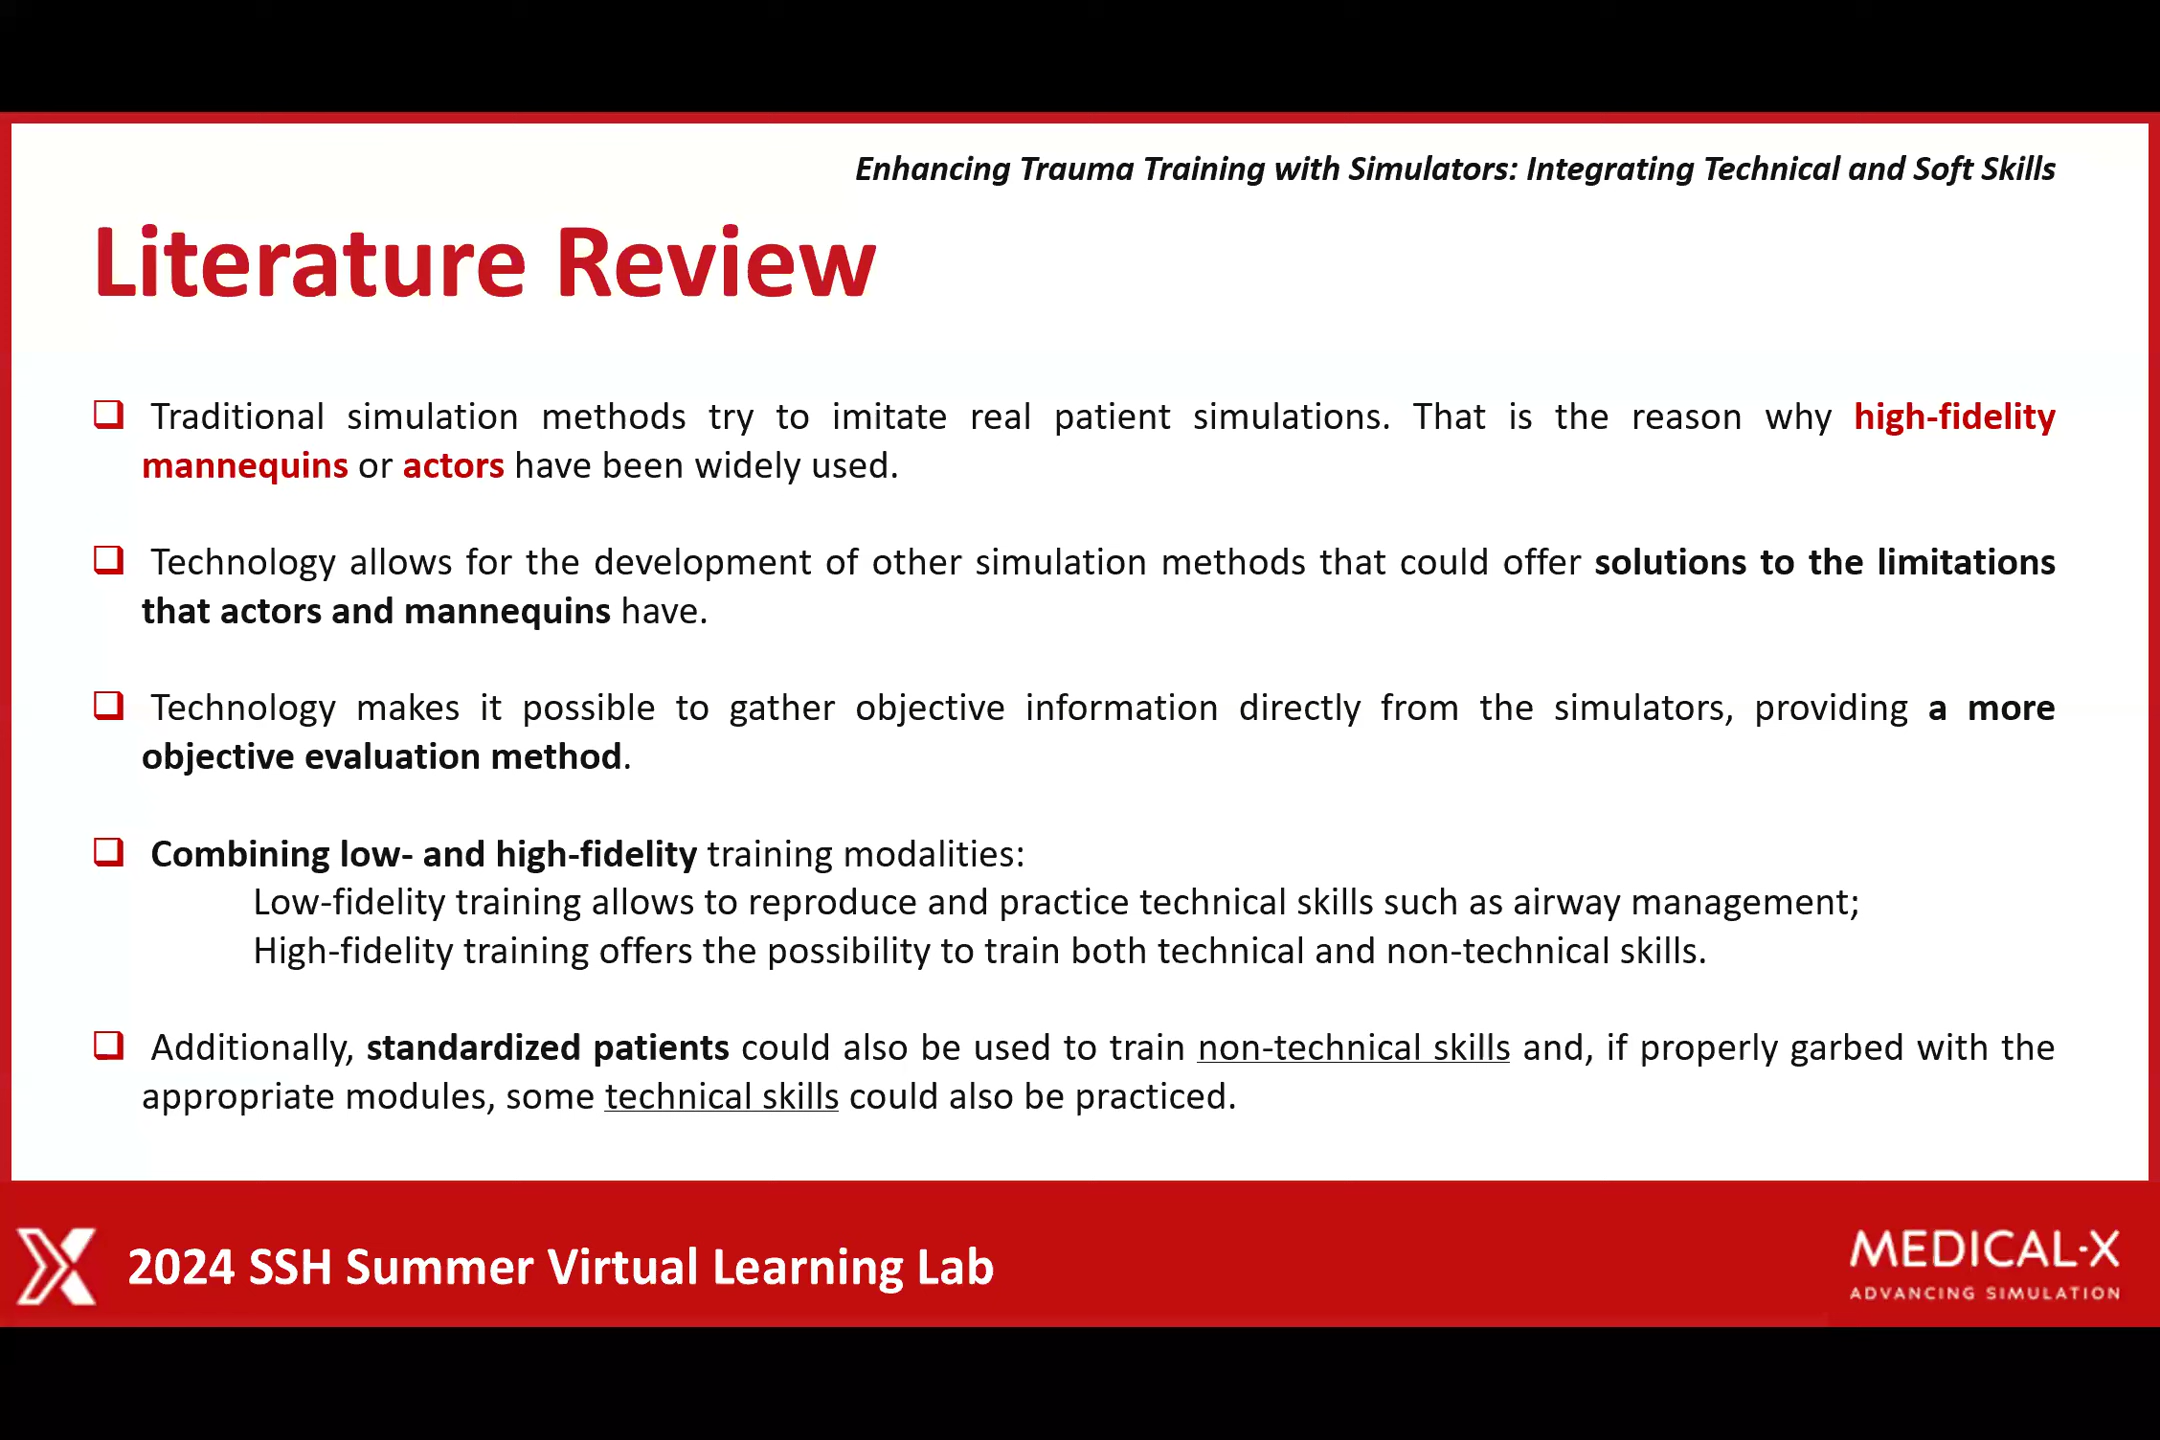 Enhancing Trauma Training with Simulators: Integrating Technical and Soft Skills
Literature Review
Traditional simulation methods try to imitate real patient simulations. That is the reason why high-fidelity
mannequins or actors have been widely used.
Technology allows for the development of other simulation methods that could offer solutions to the limitations
that actors and mannequins have.
Technology makes it possible to gather objective information directly from the simulators, providing a more
objective evaluation method.
Combining low- and high-fidelity training modalities:
Low-fidelity training allows to reproduce and practice technical skills such as airway management;
High-fidelity training offers the possibility to train both technical and non-technical skills.
Additionally, standardized patients could also be used to train non-technical skills and, if properly garbed with the
appropriate modules, some technical skills could also be practiced.
2024 SSH Summer Virtual Learning Lab
MEDICAL-X
ADVANCING SIMULATION